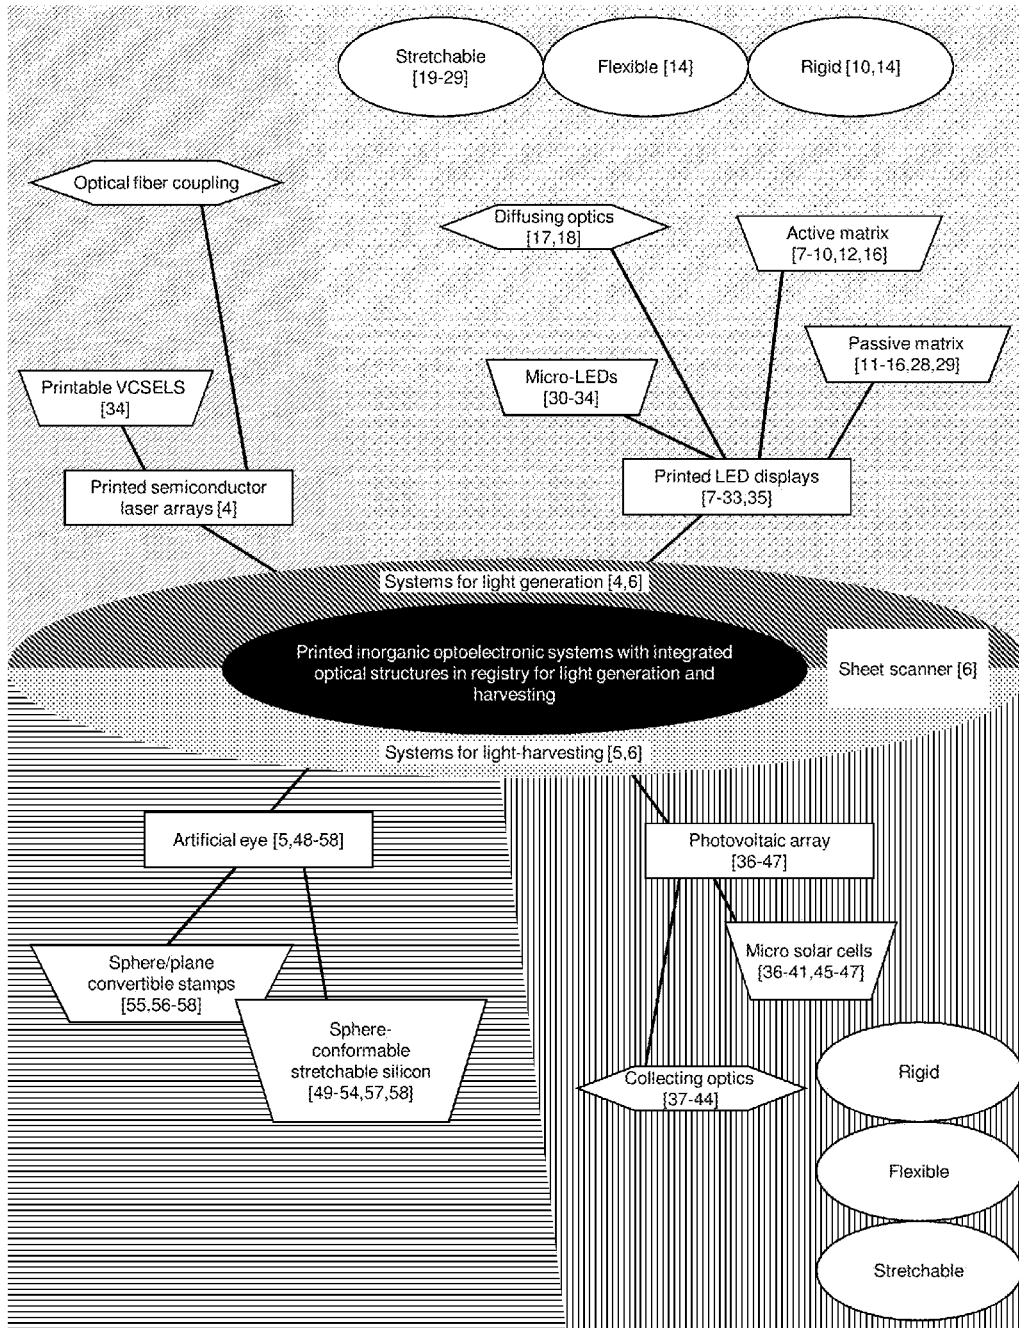 Stretchable
[19-29]
Flexible [14]
Rigid [10,14]
Optical fiber coupling
Diffusing optics
[17,18]
Active matrix
[7-10,12,16]
Passive matrix
[11-16,28,29]
Micro-LEDs
[30-34]
Printable VCSELS
[34]
Printed semiconductor
laser arrays [4]
Printed LED displays
[7-33,35]
Systems for light generation [4,6]
Printed inorganic optoelectronic systems with integrated
optical structures in registry for light generation and
harvesting
Sheet scanner [6]
Systems for light-harvesting [5,6]
Artificial eye [5,48-58]
Photovoltaic array
[36-47]
Sphere/plane
convertible stamps
[55,56-58]
Micro solar cells
[36-41,45-47]
Sphere-
conformable
stretchable silicon
[49-54,57,58]
Collecting optics
[37-44]
Rigid
Flexible
Stretchable